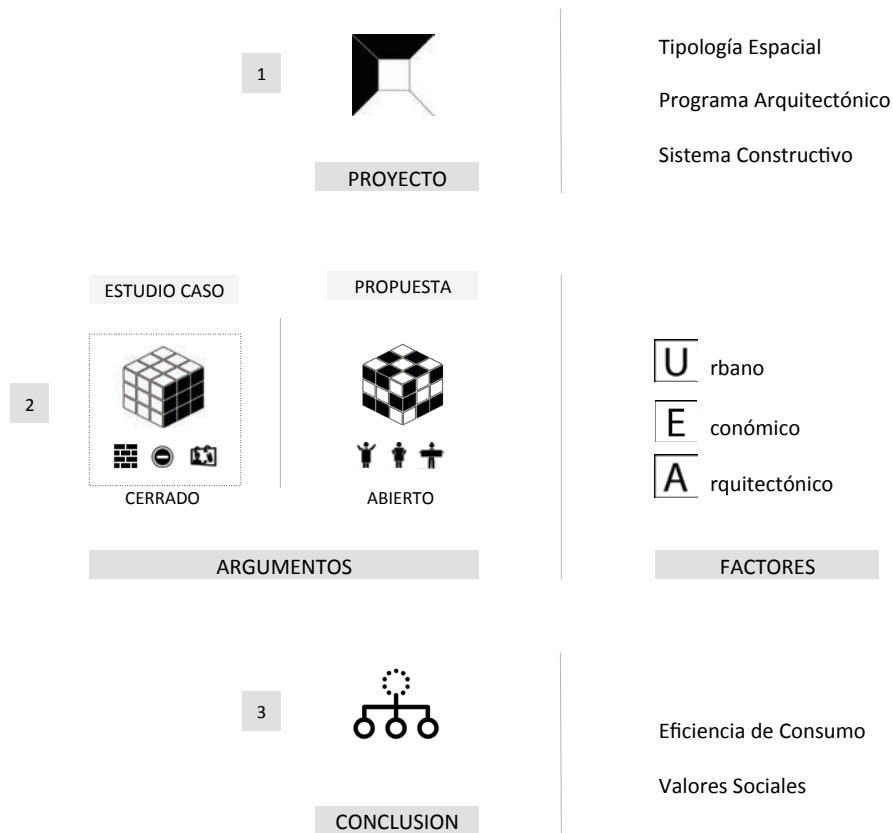 1
Tipología Espacial
Programa Arquitectónico
Sistema Constructivo
PROYECTO
ESTUDIO CASO
PROPUESTA
2
CERRADO
ABIERTO
U rbano
E conómico
A rquitectónico
ARGUMENTOS
FACTORES
3
Eficiencia de Consumo
Valores Sociales
CONCLUSION